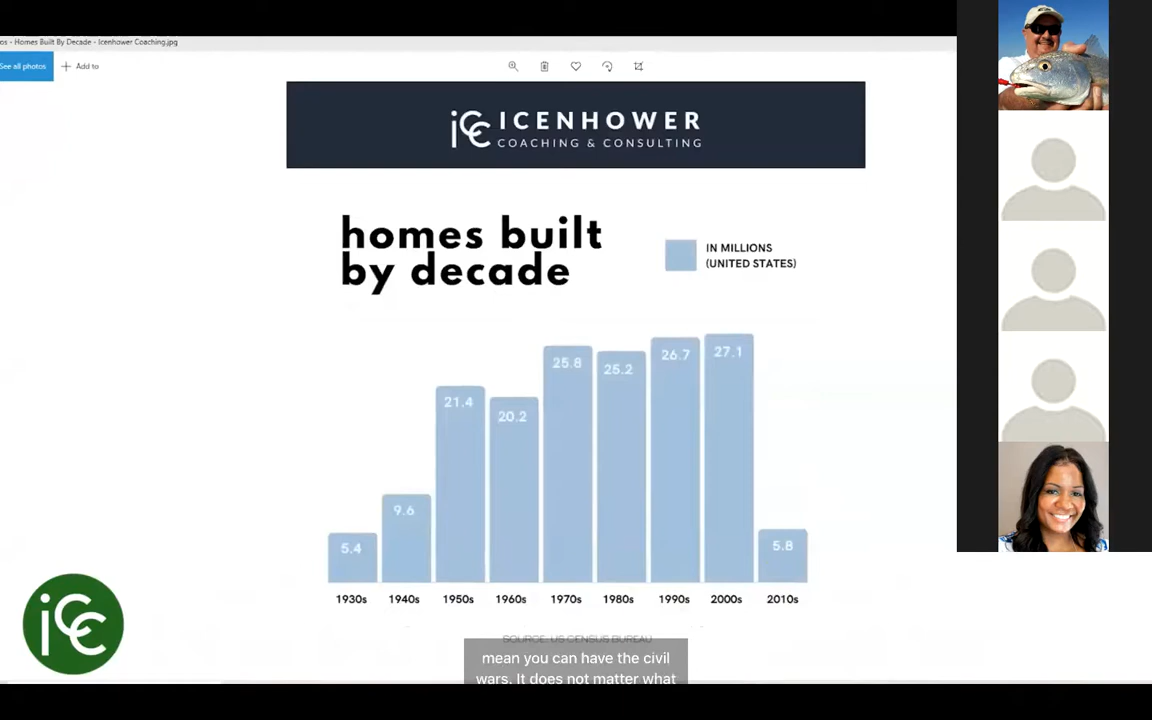 os - Homes Built By Decade - Icenhower Coaching.jpg
See all photos
Add to
icc ICENHOWER
COACHING & CONSULTING
homes built
by decade
IN MILLIONS
(UNITED STATES)
5.4
9.6
21.4
20.2
25.8
25.2
26.7
27.1
5.8
1930s 1940s 1950s 1960s 1970s 1980s 1990s 2000s 2010s
SOURCE: US CENSUS BUREAU
icc
mean you can have the civil
wars. It does not matter what